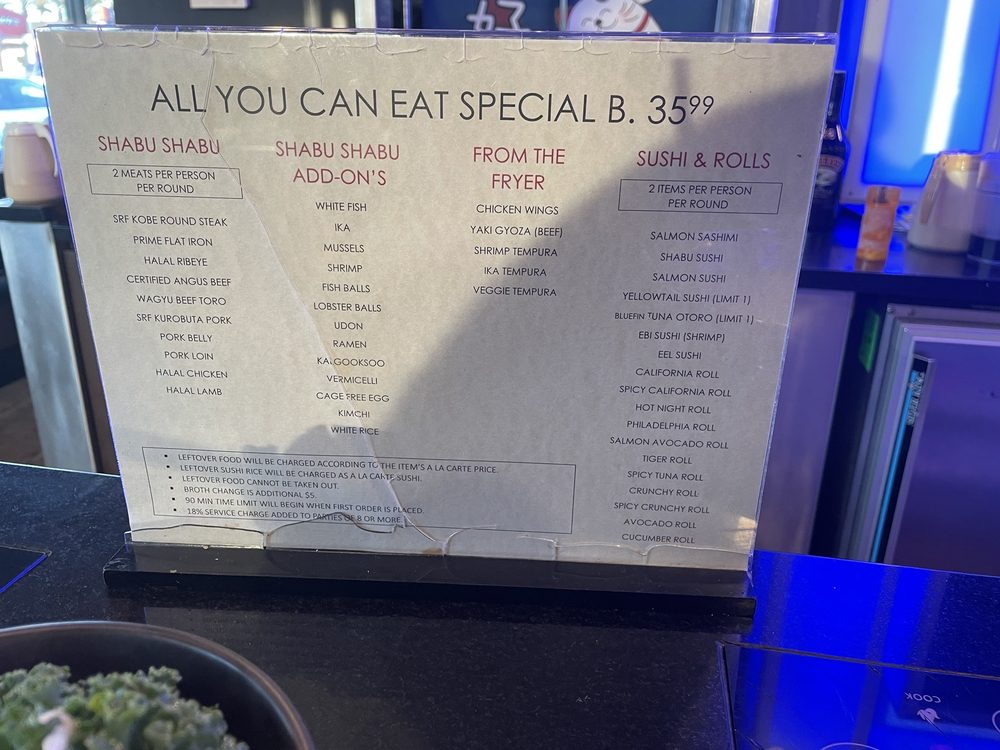 ALL YOU CAN EAT SPECIAL B. 35⁹⁹
SHABU SHABU
2 MEATS PER PERSON
PER ROUND
SRF KOBE ROUND STEAK
PRIME FLAT IRON
HALAL RIBEYE
CERTIFIED ANGUS BEEF
WAGYU BEEF TORO
SRF KUROBUTA PORK
PORK BELLY
PORK LOIN
HALAL CHICKEN
HALAL LAMB
SHABU SHABU
ADD-ON'S
WHITE FISH
IKA
MUSSELS
SHRIMP
FISH BALLS
LOBSTER BALLS
UDON
RAMEN
KALGOOKSOO
VERMICELLI
CAGE FREE EGG
KIMCHI
WHITE RICE
FROM THE
FRYER
CHICKEN WINGS
YAKI GYOZA (BEEF)
SHRIMP TEMPURA
IKA TEMPURA
VEGGIE TEMPURA
SUSHI & ROLLS
2 ITEMS PER PERSON
PER ROUND
SALMON SASHIMI
SHABU SUSHI
SALMON SUSHI
YELLOWTAIL SUSHI (LIMIT 1)
BLUEFIN TUNA OTORO (LIMIT 1)
EBI SUSHI (SHRIMP)
EEL SUSHI
CALIFORNIA ROLL
SPICY CALIFORNIA ROLL
HOT NIGHT ROLL
PHILADELPHIA ROLL
SALMON AVOCADO ROLL
TIGER ROLL
SPICY TUNA ROLL
CRUNCHY ROLL
SPICY CRUNCHY ROLL
AVOCADO ROLL
CUCUMBER ROLL
• LEFTOVER FOOD WILL BE CHARGED ACCORDING TO THE ITEM'S A LA CARTE PRICE.
• LEFTOVER SUSHI RICE WILL BE CHARGED AS A LA CARTE SUSHI.
• LEFTOVER FOOD CANNOT BE TAKEN OUT.
• BROTH CHANGE IS ADDITIONAL $5.
• 90 MIN TIME LIMIT WILL BEGIN WHEN FIRST ORDER IS PLACED.
• 18% SERVICE CHARGE ADDED TO PARTIES OF 8 OR MORE.
COOK